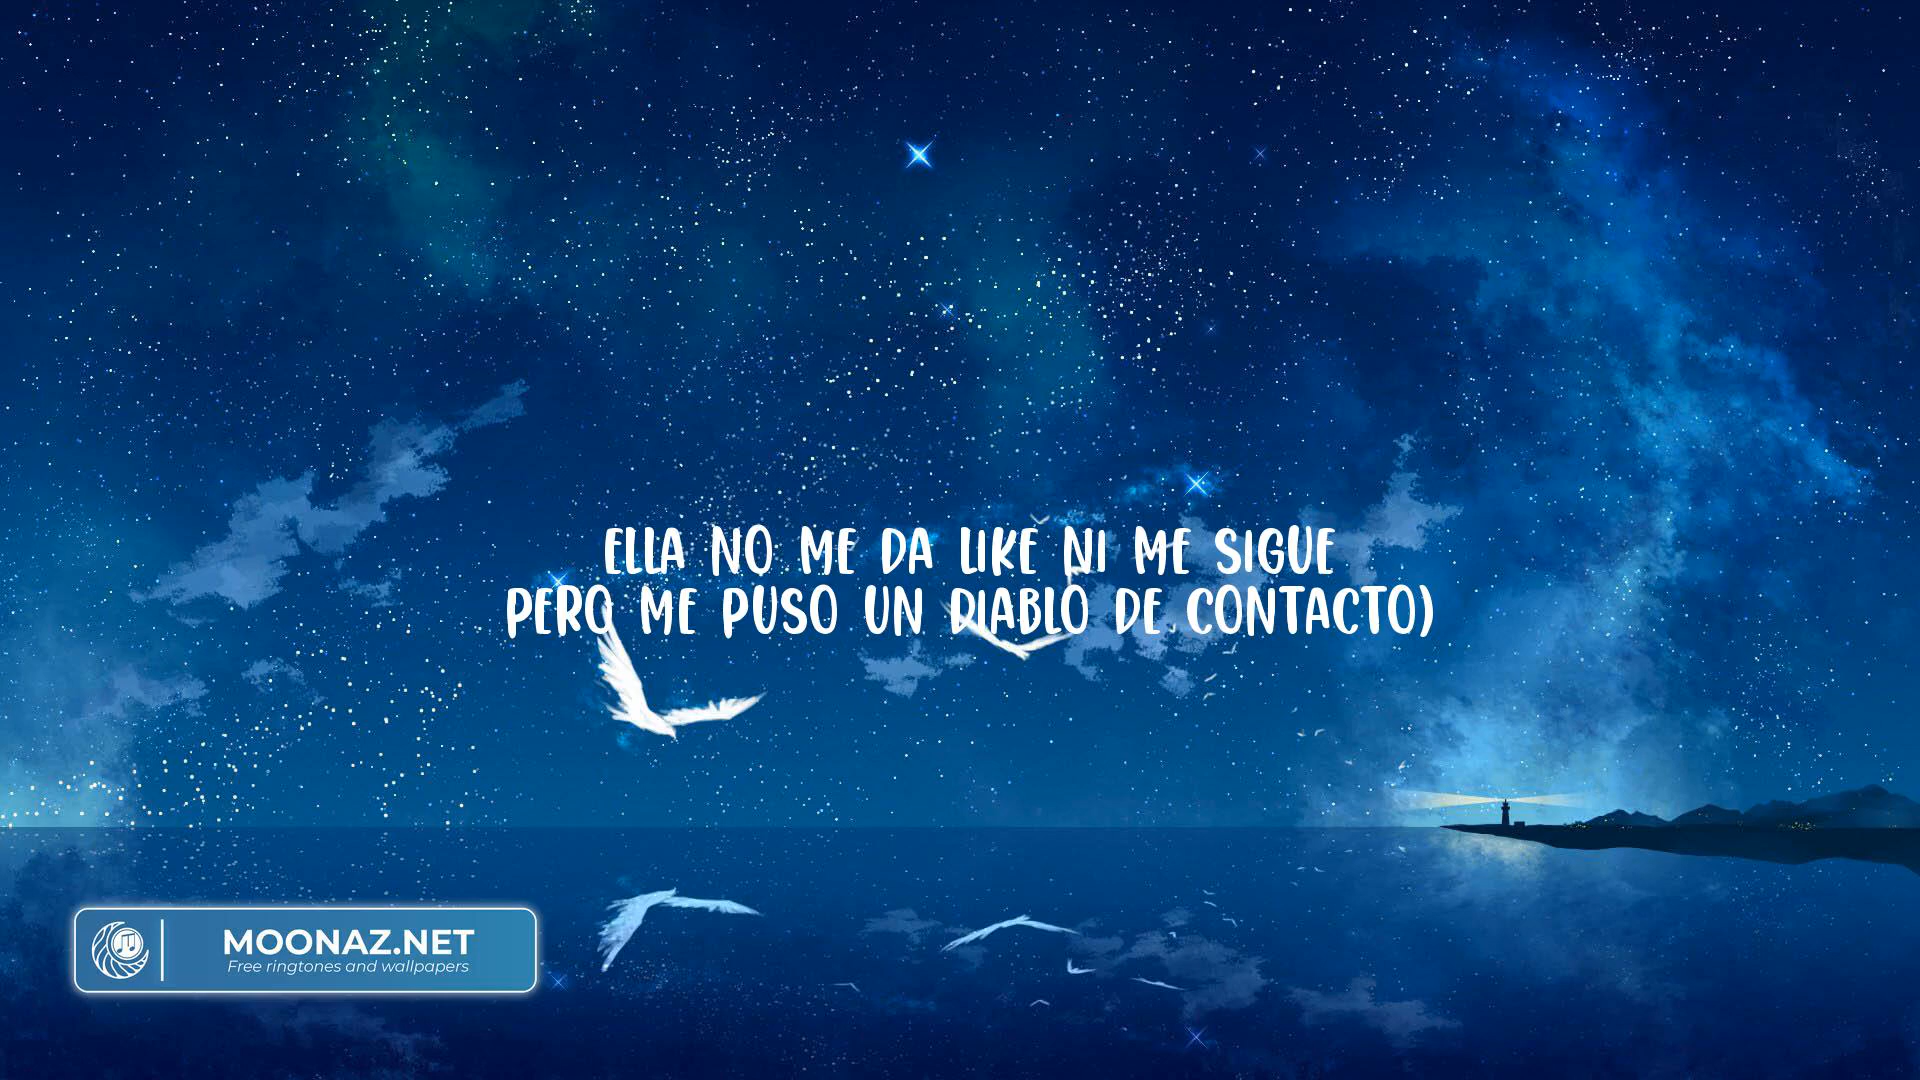 ELLA NO ME DA LIKE NI ME SIGUE
PERO ME PUSO UN DIABLO DE CONTACTO)
MOONAZ.NET
Free ringtones and wallpapers